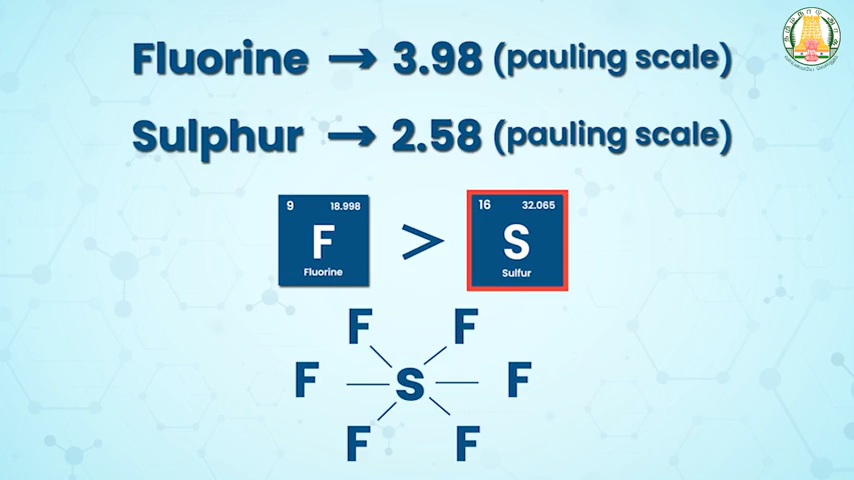 Fluorine → 3.98 (pauling scale)
Sulphur → 2.58 (pauling scale)
9 18.998
F
Fluorine
>
16 32.065
S
Sulfur
F F
F S F
F F